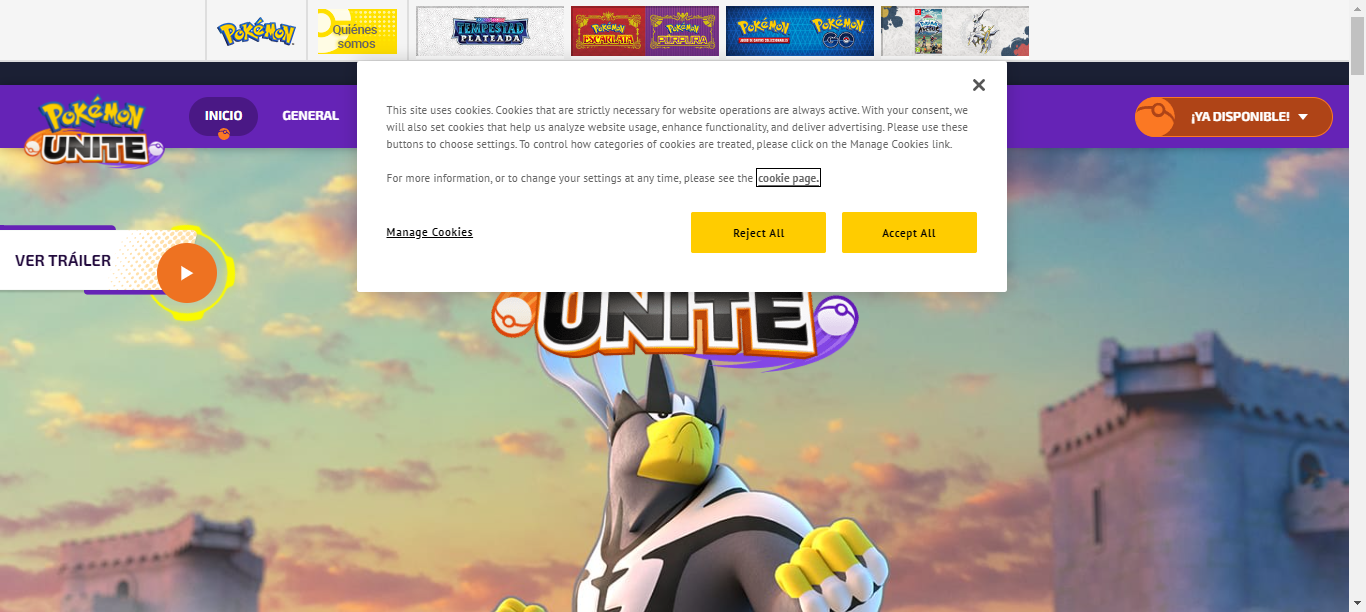 Pokémon
Quiénes
somos
TEMPESTAD
PLATEADA
Pokémon
ESCARLATA
Pokémon
PÚRPURA
Pokémon
JUEGO DE CARTAS COLECCIONABLES
Pokémon
GO
Pokémon
UNITE
INICIO
GENERAL
¡YA DISPONIBLE!
This site uses cookies. Cookies that are strictly necessary for website operations are always active. With your consent, we
will also set cookies that help us analyze website usage, enhance functionality, and deliver advertising. Please use these
buttons to choose settings. To control how categories of cookies are treated, please click on the Manage Cookies link.
For more information, or to change your settings at any time, please see the cookie page.
Manage Cookies
Reject All
Accept All
VER TRÁILER
UNITE